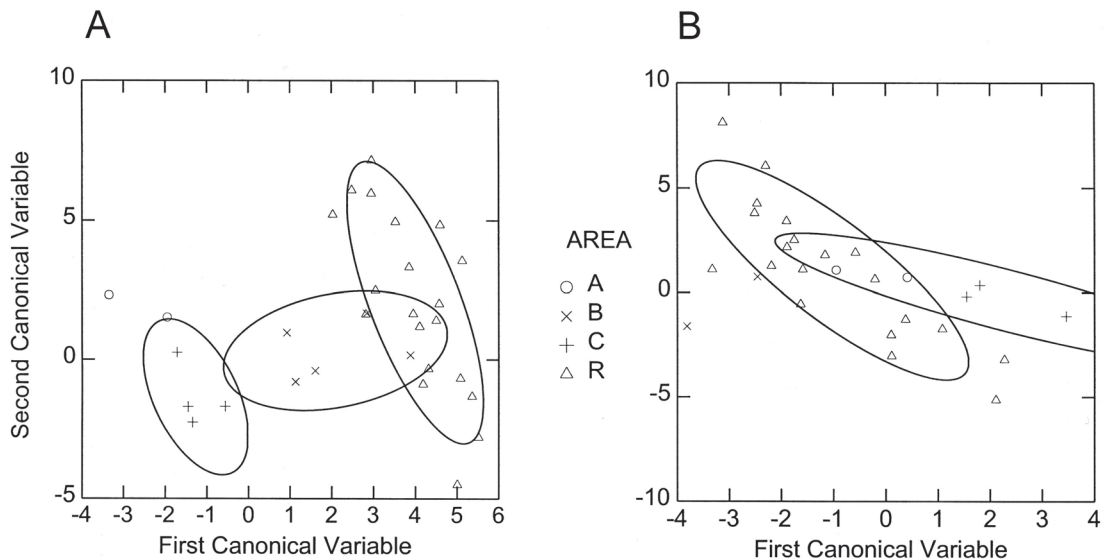 A
B
10
5
0
-5
Second Canonical Variable
-4 -3 -2 -1 0 1 2 3 4 5 6
First Canonical Variable
AREA
A
B
C
R
10
5
0
-5
-10
-4 -3 -2 -1 0 1 2 3 4
First Canonical Variable